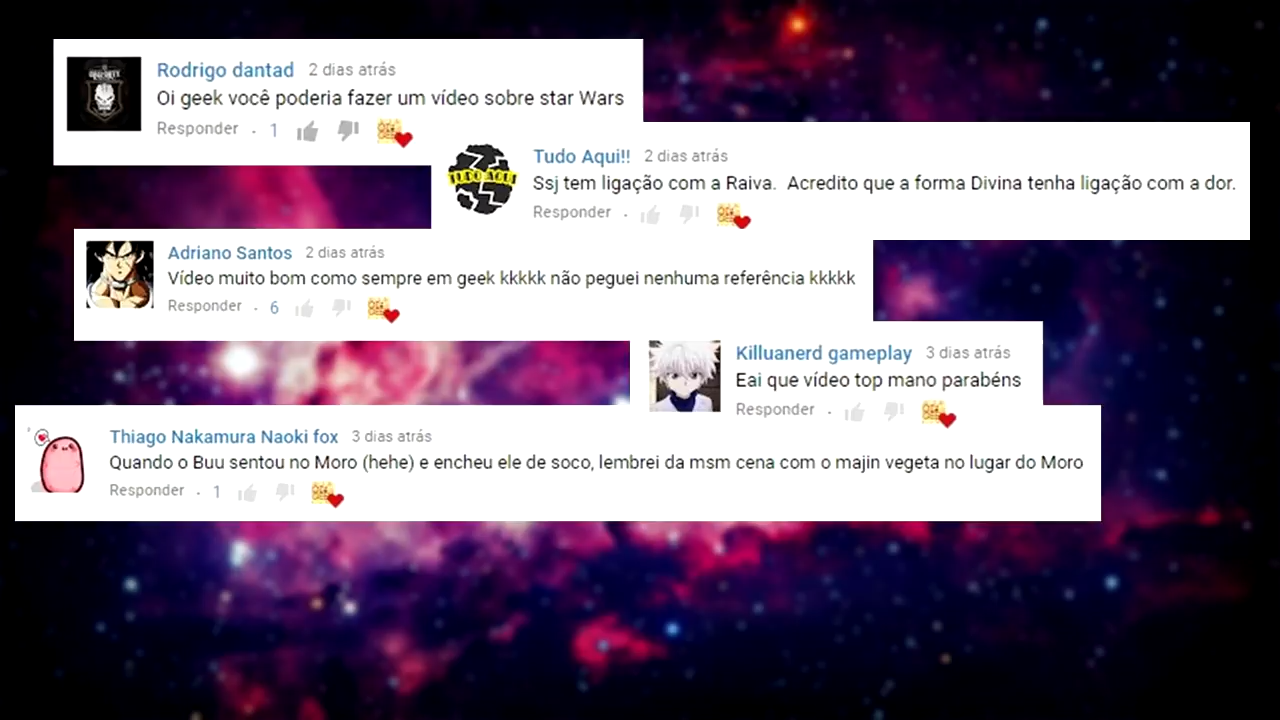 Rodrigo dantad 2 dias atrás
Oi geek você poderia fazer um vídeo sobre star Wars
Responder · 1
TUDO AQUI
Tudo Aqui!! 2 dias atrás
Ssj tem ligação com a Raiva. Acredito que a forma Divina tenha ligação com a dor.
Responder ·
Adriano Santos 2 dias atrás
Vídeo muito bom como sempre em geek kkkkk não peguei nenhuma referência kkkkk
Responder · 6
Killuanerd gameplay 3 dias atrás
Eai que vídeo top mano parabéns
Responder ·
Thiago Nakamura Naoki fox 3 dias atrás
Quando o Buu sentou no Moro (hehe) e encheu ele de soco, lembrei da msm cena com o majin vegeta no lugar do Moro
Responder · 1